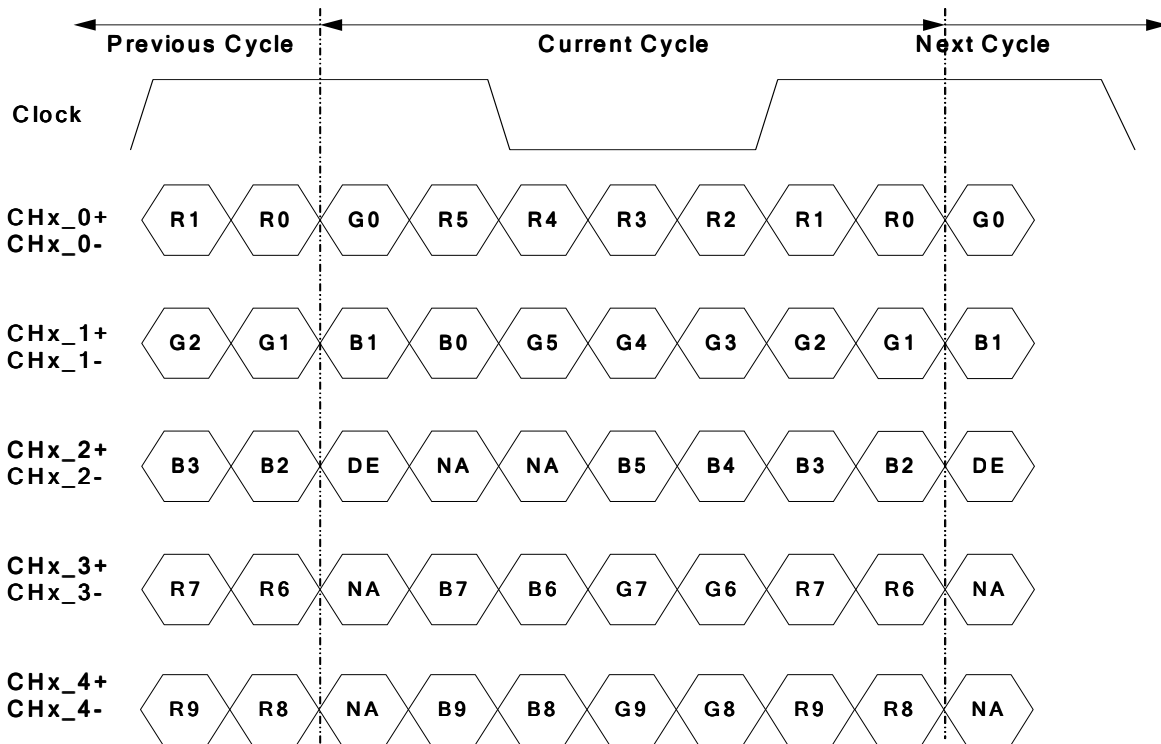 Previous Cycle Current Cycle Next Cycle
Clock
CHx_0+ R1 R0 G0 R5 R4 R3 R2 R1 R0 G0
CHx_0-
CHx_1+ G2 G1 B1 B0 G5 G4 G3 G2 G1 B1
CHx_1-
CHx_2+ B3 B2 DE NA NA B5 B4 B3 B2 DE
CHx_2-
CHx_3+ R7 R6 NA B7 B6 G7 G6 R7 R6 NA
CHx_3-
CHx_4+ R9 R8 NA B9 B8 G9 G8 R9 R8 NA
CHx_4-